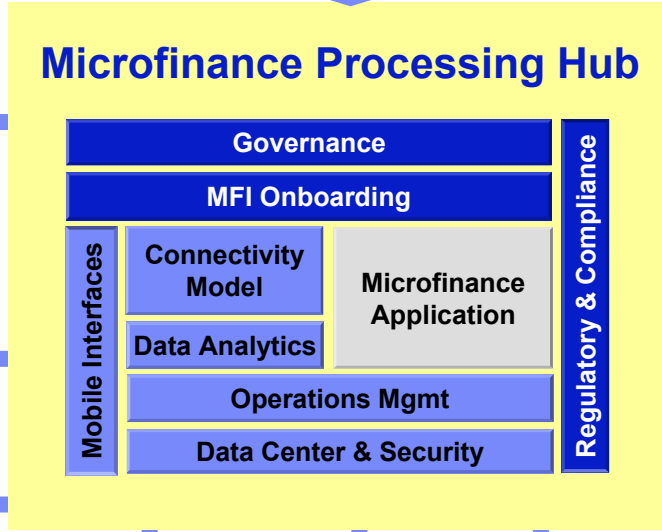 Microfinance Processing Hub
Governance
MFI Onboarding
Mobile Interfaces
Connectivity
Model
Microfinance
Application
Data Analytics
Operations Mgmt
Data Center & Security
Regulatory & Compliance